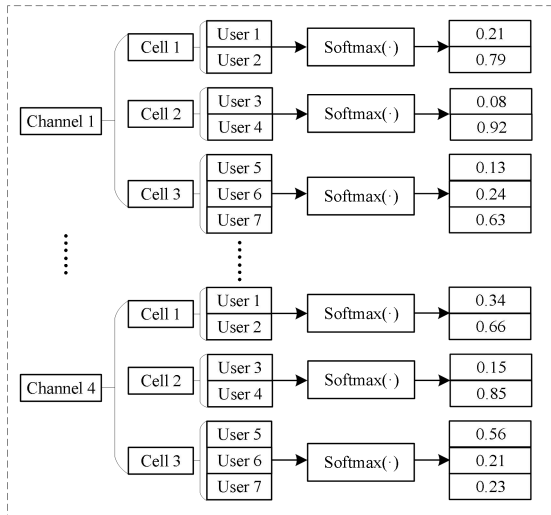 Channel 1
Cell 1
User 1
User 2
Softmax(·)
0.21
0.79
Cell 2
User 3
User 4
Softmax(·)
0.08
0.92
Cell 3
User 5
User 6
User 7
Softmax(·)
0.13
0.24
0.63
Channel 4
Cell 1
User 1
User 2
Softmax(·)
0.34
0.66
Cell 2
User 3
User 4
Softmax(·)
0.15
0.85
Cell 3
User 5
User 6
User 7
Softmax(·)
0.56
0.21
0.23